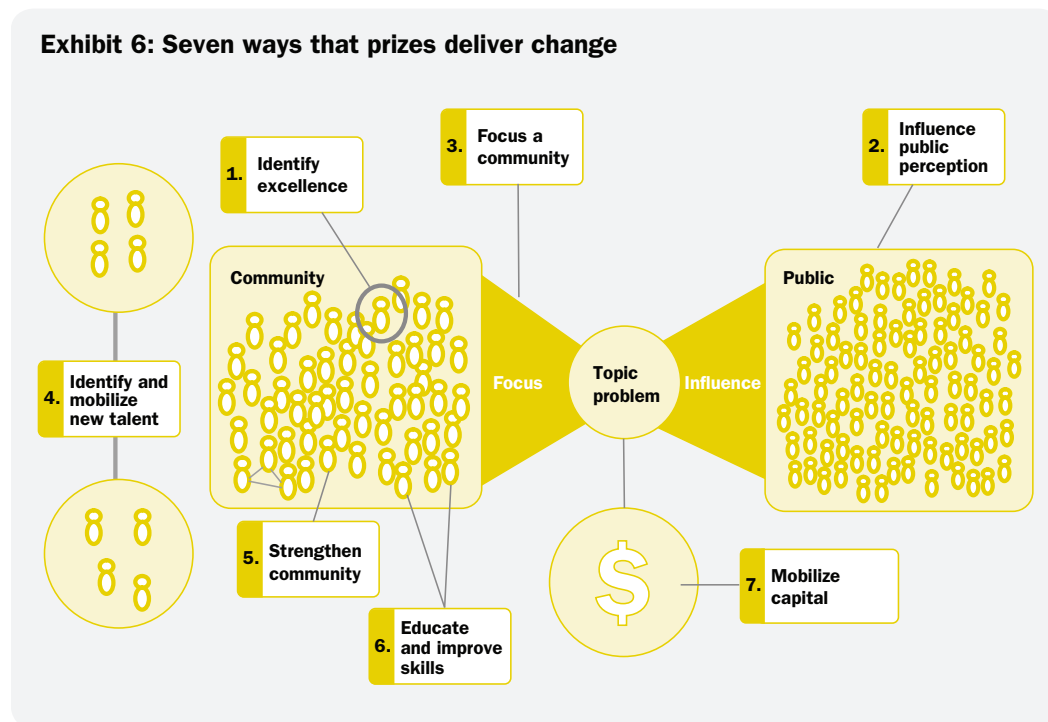 Exhibit 6: Seven ways that prizes deliver change
1.
Identify
excellence
3.
Focus a
community
2.
Influence
public
perception
Community
Public
4.
Identify and
mobilize
new talent
Focus
Topic
problem
Influence
5.
Strengthen
community
6.
Educate
and improve
skills
$
7.
Mobilize
capital